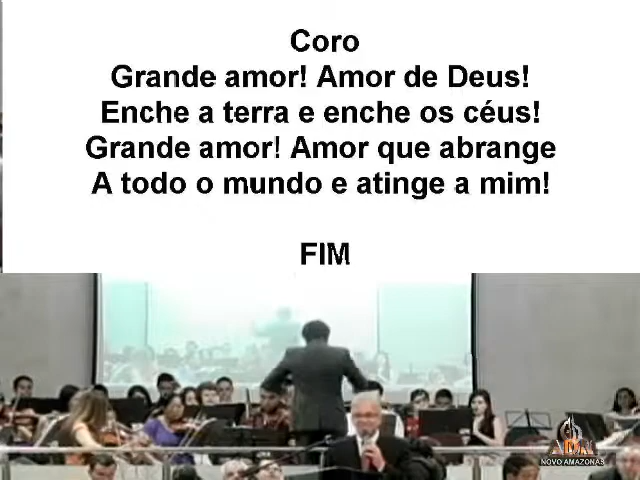 Coro
Grande amor! Amor de Deus!
Enche a terra e enche os céus!
Grande amor! Amor que abrange
A todo o mundo e atinge a mim!
FIM
NOVO AMAZONAS